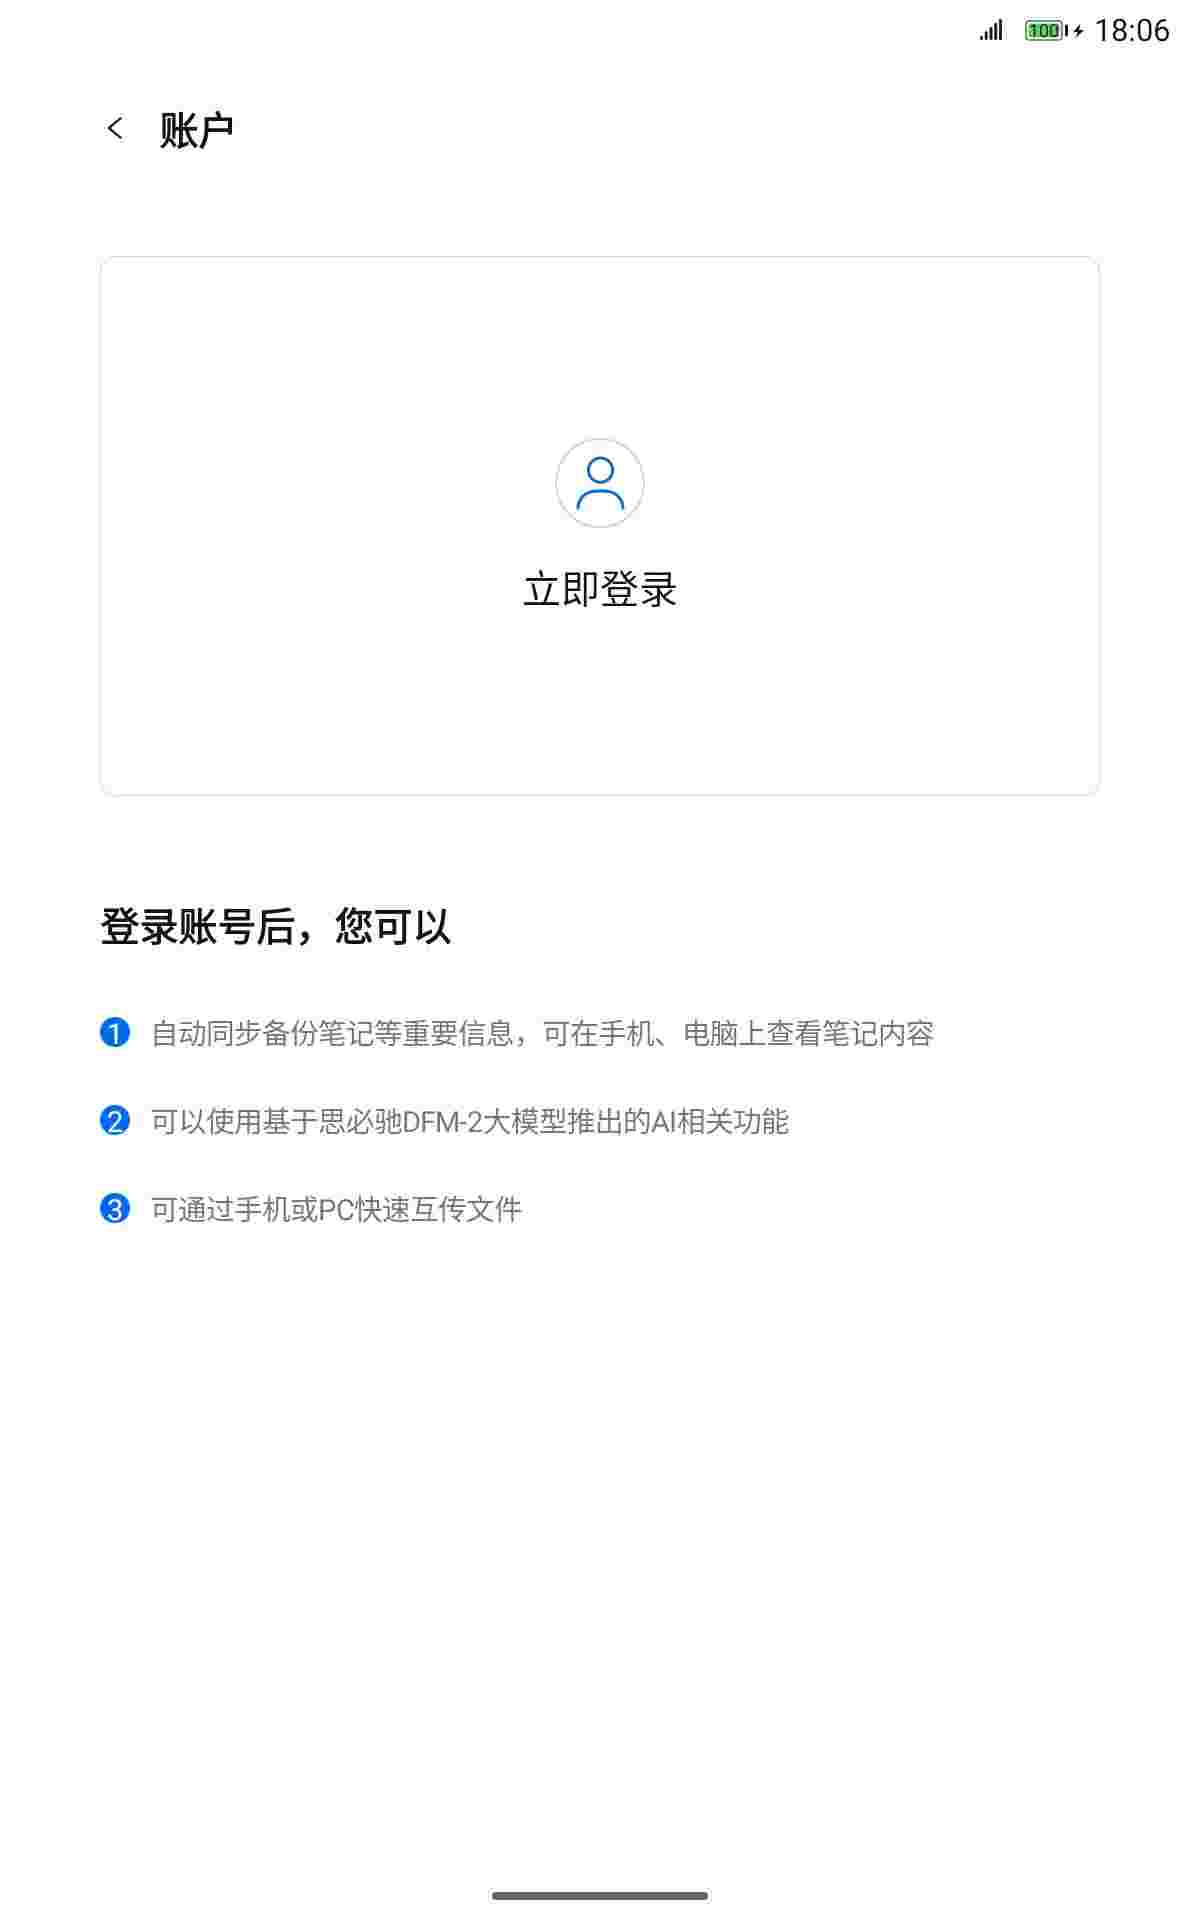 100 18:06
账户
立即登录
登录账号后，您可以
1 自动同步备份笔记等重要信息，可在手机、电脑上查看笔记内容
2 可以使用基于思必驰DFM-2大模型推出的AI相关功能
3 可通过手机或PC快速互传文件